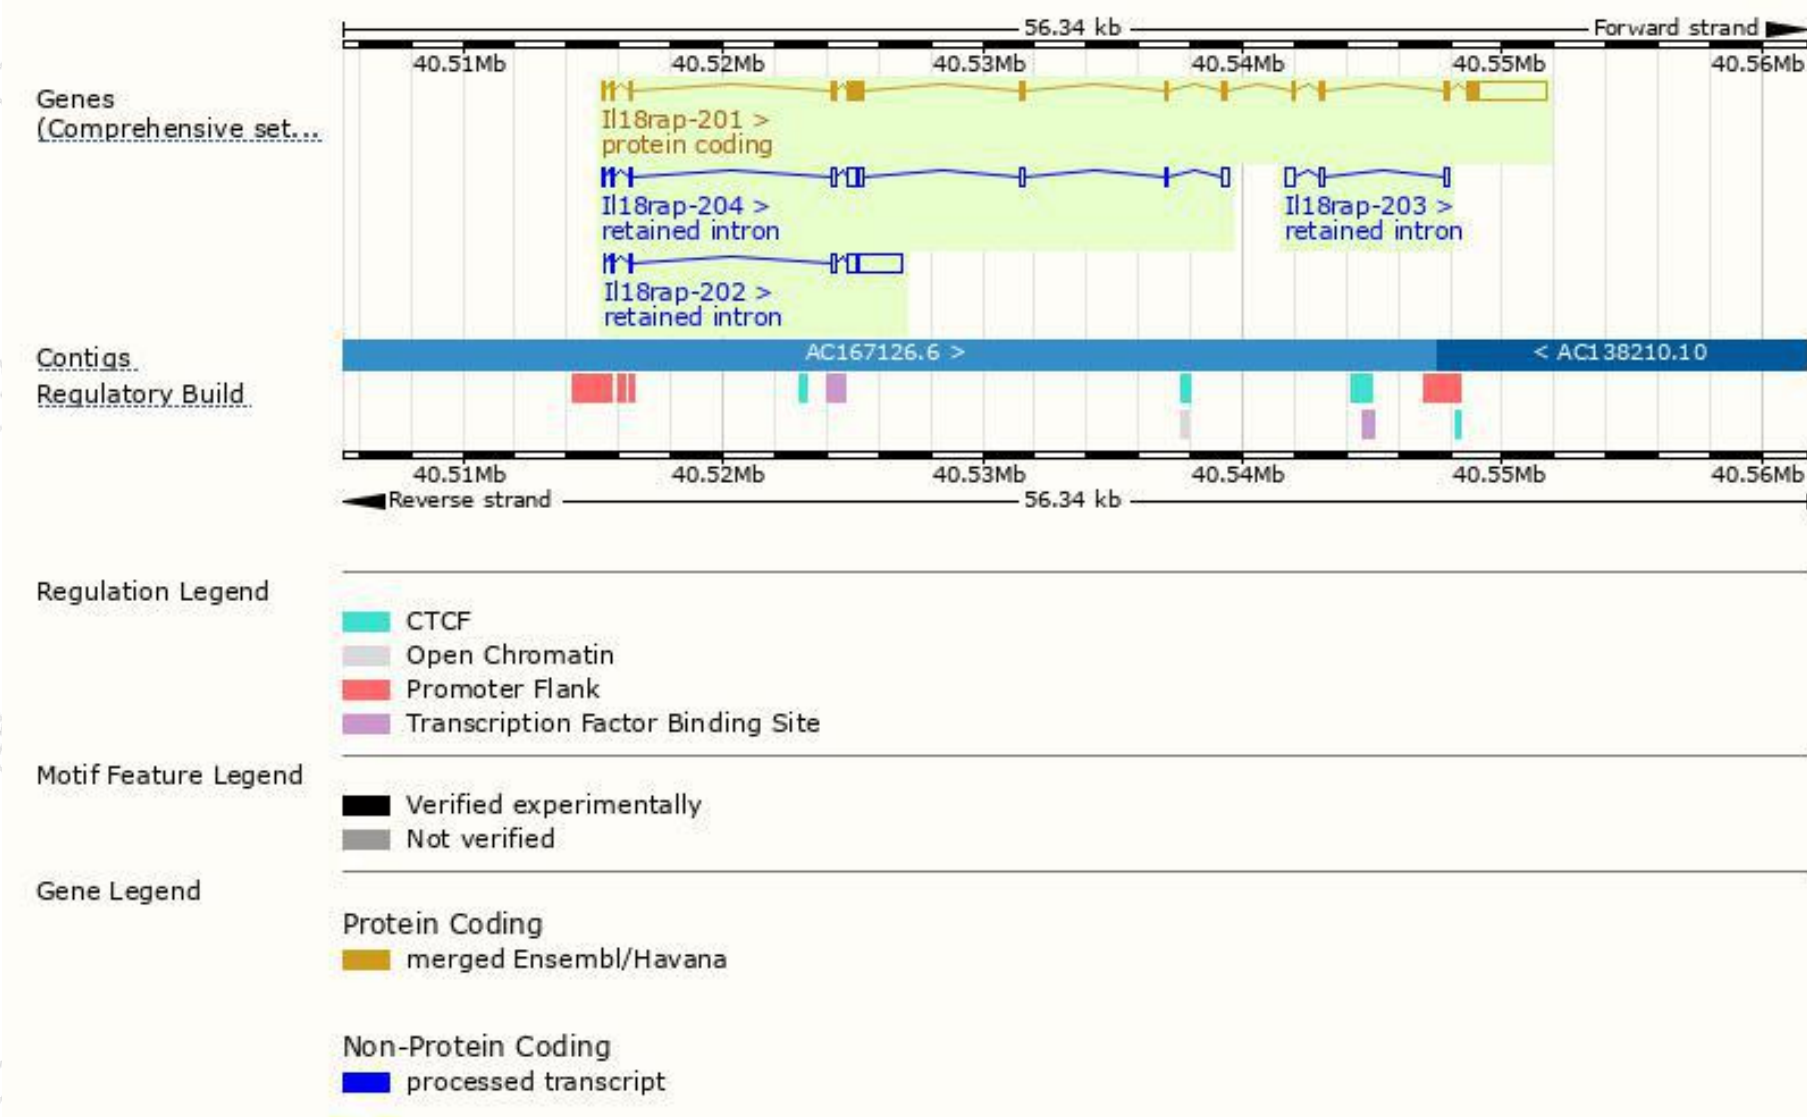 56.34 kb Forward strand
40.51Mb 40.52Mb 40.53Mb 40.54Mb 40.55Mb 40.56Mb
Genes
(Comprehensive set...
Il18rap-201 >
protein coding
Il18rap-204 > Il18rap-203 >
retained intron retained intron
Il18rap-202 >
retained intron
Contigs AC167126.6 > < AC138210.10
Regulatory Build
40.51Mb 40.52Mb 40.53Mb 40.54Mb 40.55Mb 40.56Mb
Reverse strand 56.34 kb
Regulation Legend
CTCF
Open Chromatin
Promoter Flank
Transcription Factor Binding Site
Motif Feature Legend
Verified experimentally
Not verified
Gene Legend
Protein Coding
merged Ensembl/Havana
Non-Protein Coding
processed transcript